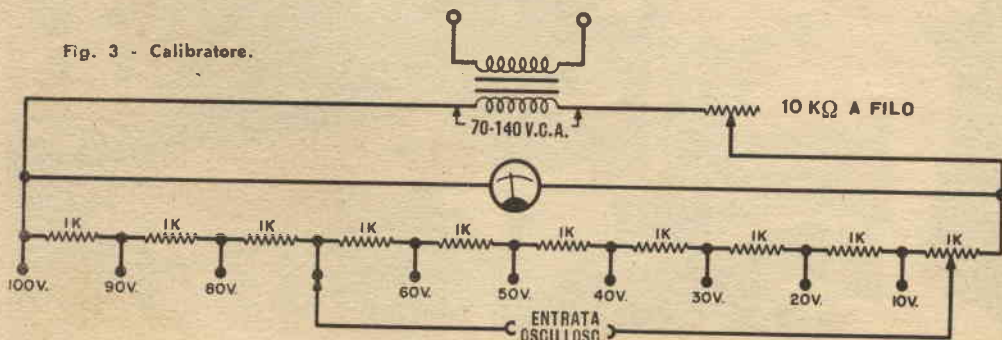 Fig. 3 - Calibratore.
70-140 V.C.A.
10 KΩ A FILO
1K 1K 1K 1K 1K 1K 1K 1K 1K 1K
100V. 90V. 80V. 60V. 50V. 40V. 30V. 20V. 10V.
ENTRATA
OSCILLOSC